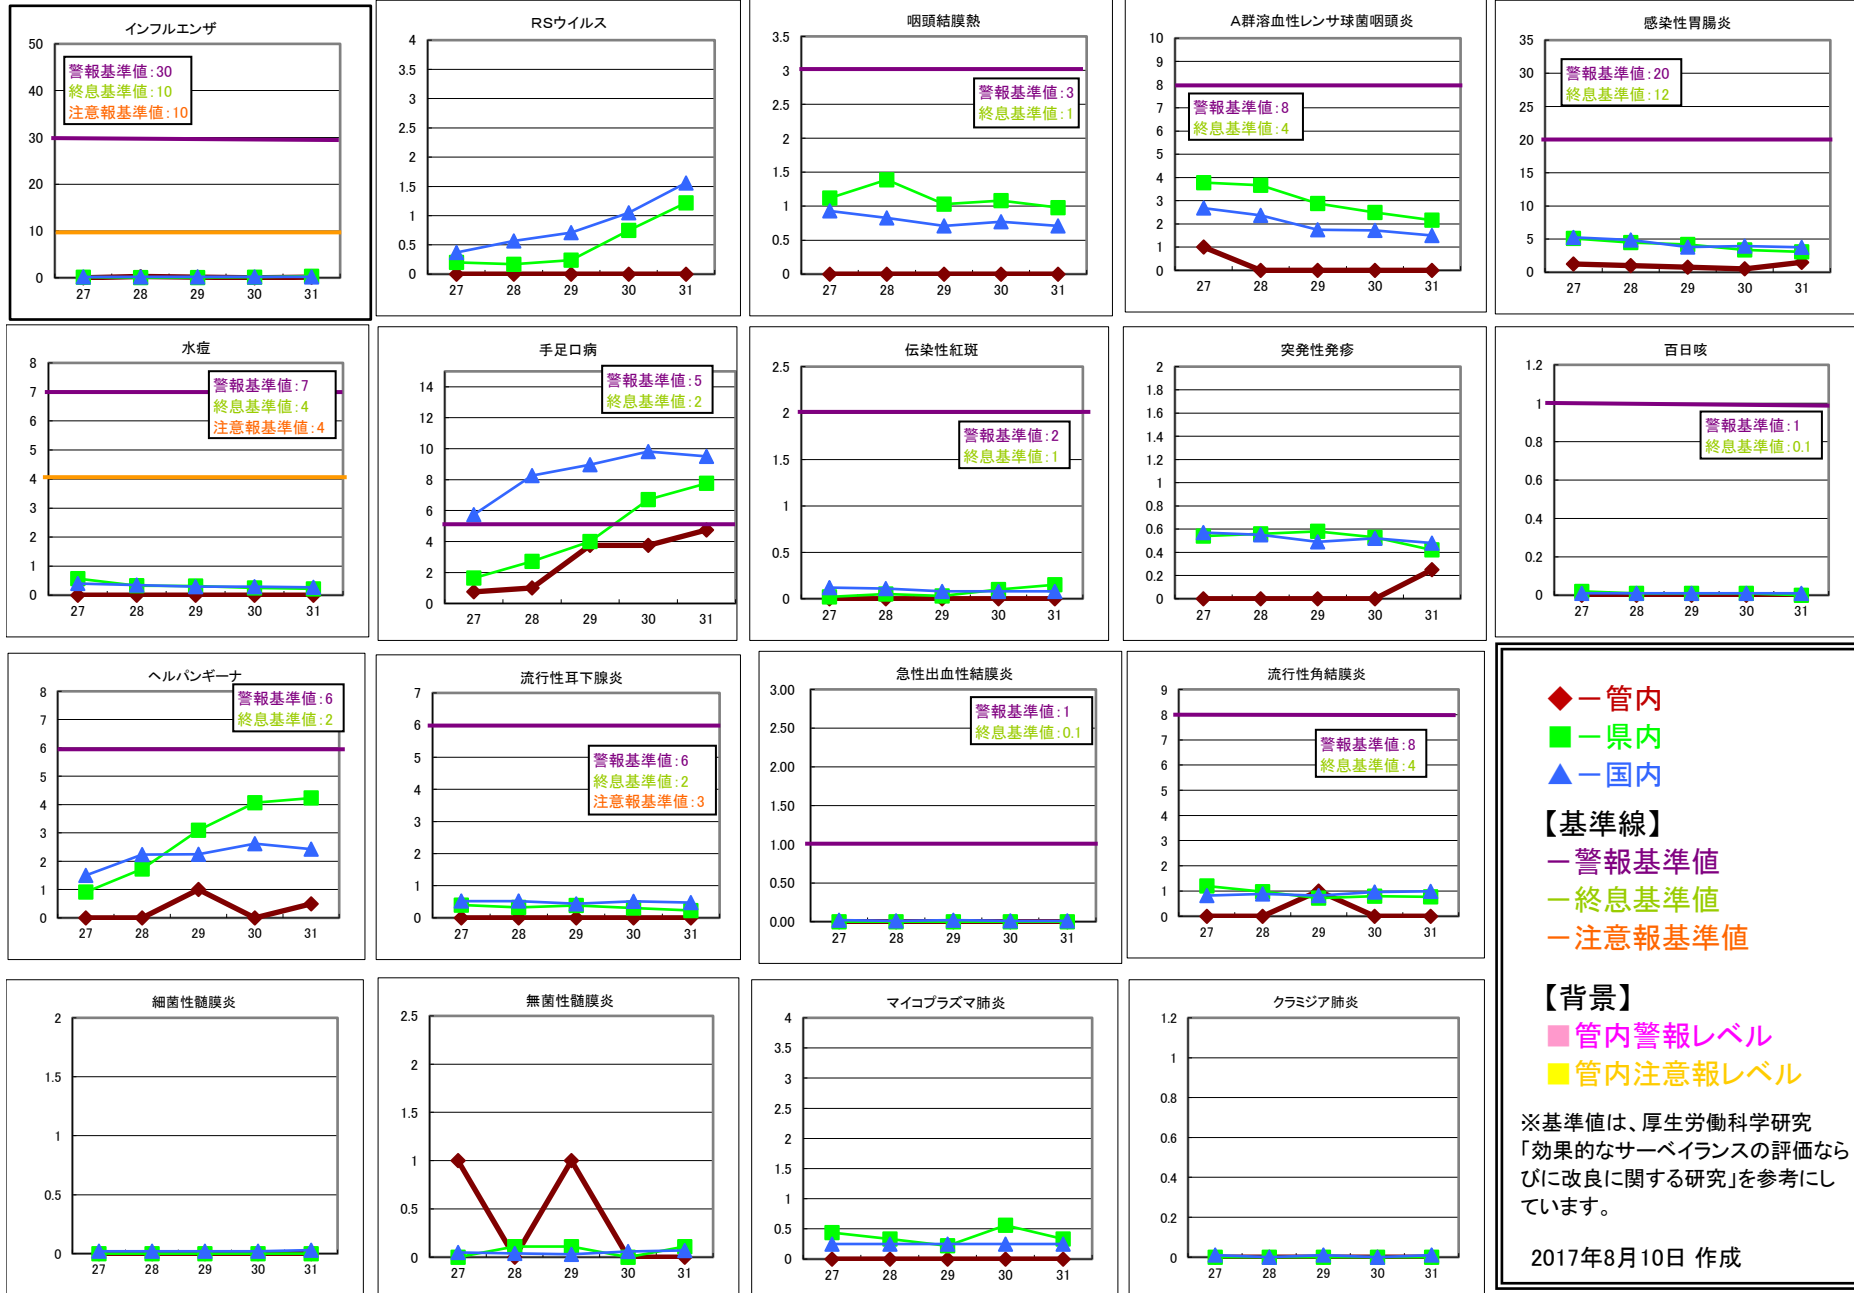 インフルエンザ
50
40
30
20
10
0
警報基準値:30
終息基準値:10
注意報基準値:10
27 28 29 30 31
RSウイルス
4
3.5
3
2.5
2
1.5
1
0.5
0
27 28 29 30 31
咽頭結膜熱
3.5
3
2.5
2
1.5
1
0.5
0
警報基準値:3
終息基準値:1
27 28 29 30 31
A群溶血性レンサ球菌咽頭炎
10
9
8
7
6
5
4
3
2
1
0
警報基準値:8
終息基準値:4
27 28 29 30 31
感染性胃腸炎
35
30
25
20
15
10
5
0
警報基準値:20
終息基準値:12
27 28 29 30 31
水痘
8
7
6
5
4
3
2
1
0
警報基準値:7
終息基準値:4
注意報基準値:4
27 28 29 30 31
手足口病
14
12
10
8
6
4
2
0
警報基準値:5
終息基準値:2
27 28 29 30 31
伝染性紅斑
2.5
2
1.5
1
0.5
0
警報基準値:2
終息基準値:1
27 28 29 30 31
突発性発疹
2
1.8
1.6
1.4
1.2
1
0.8
0.6
0.4
0.2
0
27 28 29 30 31
百日咳
1.2
1
0.8
0.6
0.4
0.2
0
警報基準値:1
終息基準値:0.1
27 28 29 30 31
ヘルパンギーナ
8
7
6
5
4
3
2
1
0
警報基準値:6
終息基準値:2
27 28 29 30 31
流行性耳下腺炎
7
6
5
4
3
2
1
0
警報基準値:6
終息基準値:2
注意報基準値:3
27 28 29 30 31
急性出血性結膜炎
3.00
2.50
2.00
1.50
1.00
0.50
0.00
警報基準値:1
終息基準値:0.1
27 28 29 30 31
流行性角結膜炎
9
8
7
6
5
4
3
2
1
0
警報基準値:8
終息基準値:4
27 28 29 30 31
細菌性髄膜炎
2
1.5
1
0.5
0
27 28 29 30 31
無菌性髄膜炎
2.5
2
1.5
1
0.5
0
27 28 29 30 31
マイコプラズマ肺炎
4
3.5
3
2.5
2
1.5
1
0.5
0
27 28 29 30 31
クラミジア肺炎
1.2
1
0.8
0.6
0.4
0.2
0
27 28 29 30 31
◆ー管内
■ー県内
▲ー国内
【基準線】
ー警報基準値
ー終息基準値
ー注意報基準値
【背景】
■管内警報レベル
■管内注意報レベル
※基準値は、厚生労働科学研究
「効果的なサーベイランスの評価なら
びに改良に関する研究」を参考にし
ています。
2017年8月10日 作成